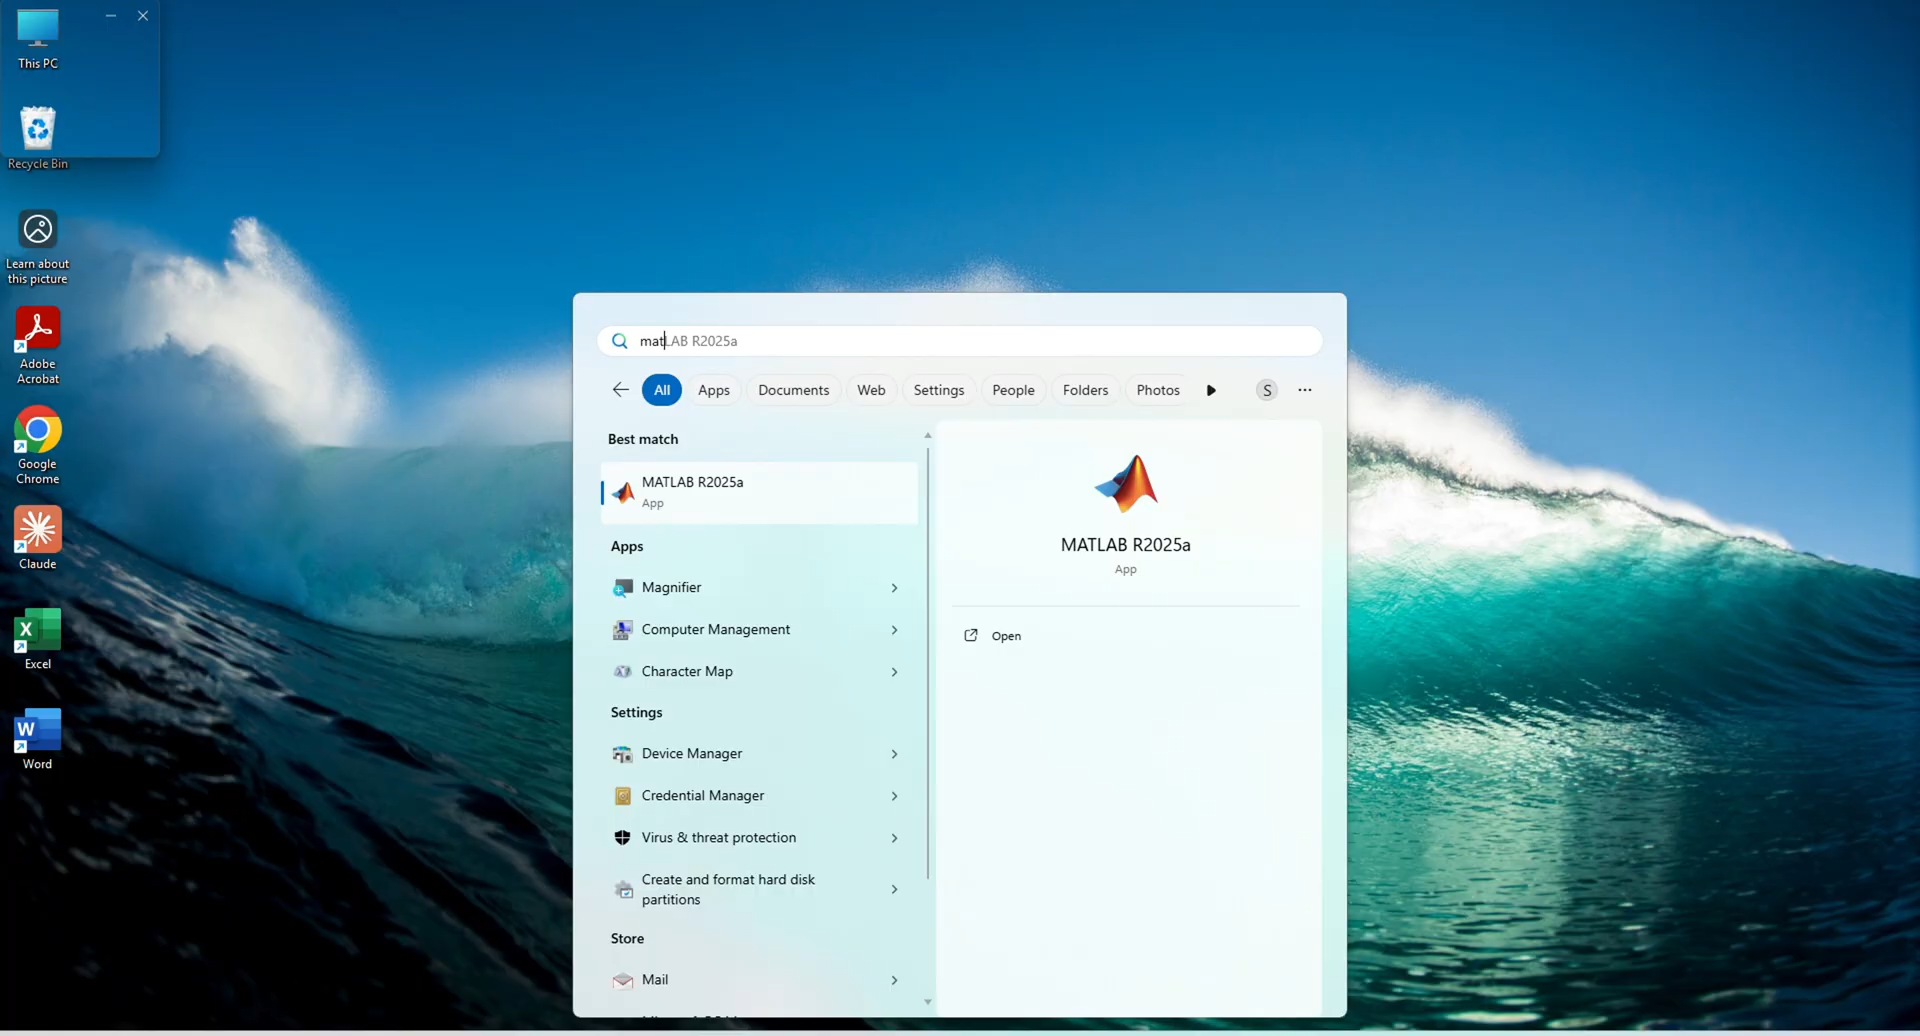 This PC
Recycle Bin
Learn about
this picture
Adobe
Acrobat
Google
Chrome
Claude
Excel
Word
matLAB R2025a
All Apps Documents Web Settings People Folders Photos S
Best match
MATLAB R2025a
App
Apps
Magnifier
Computer Management
Character Map
Settings
Device Manager
Credential Manager
Virus & threat protection
Create and format hard disk
partitions
Store
Mail
MATLAB R2025a
App
Open